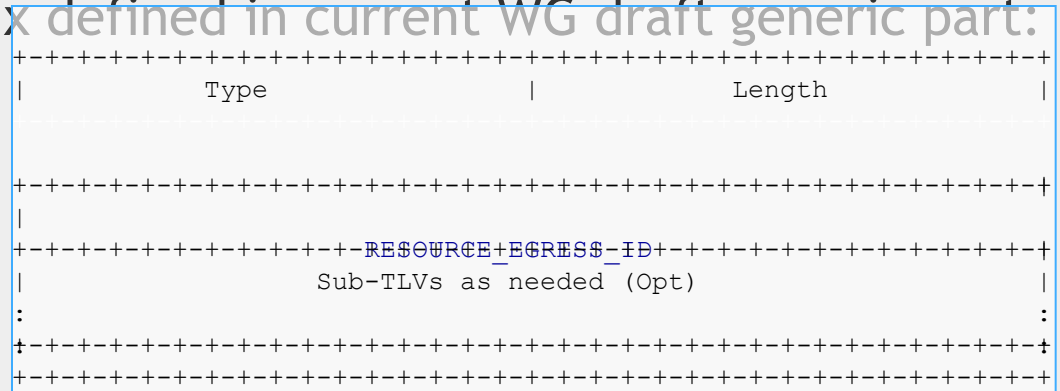 x defined in current WG draft generic part:
+-+-+-+-+-+-+-+-+-+-+-+-+-+-+-+-+-+-+-+-+-+-+-+-+-+-+-+-+-+-+-+-+
| Type | Length |
+-+-+-+-+-+-+-+-+-+-+-+-+-+-+-+-+-+-+-+-+-+-+-+-+-+-+-+-+-+-+-+-+
+-+-+-+-+-+-+-+-+-+-+-+-+-+-+-+-+-+-+-+-+-+-+-+-+-+-+-+-+-+-+-+-+
|
+-+-+-+-+-+-+-+-+-+-+-RESOURCE_EGRESS_ID+-+-+-+-+-+-+-+-+-+-+-+-+
| Sub-TLVs as needed (Opt) |
: :
+-+-+-+-+-+-+-+-+-+-+-+-+-+-+-+-+-+-+-+-+-+-+-+-+-+-+-+-+-+-+-+-+
+-+-+-+-+-+-+-+-+-+-+-+-+-+-+-+-+-+-+-+-+-+-+-+-+-+-+-+-+-+-+-+-+